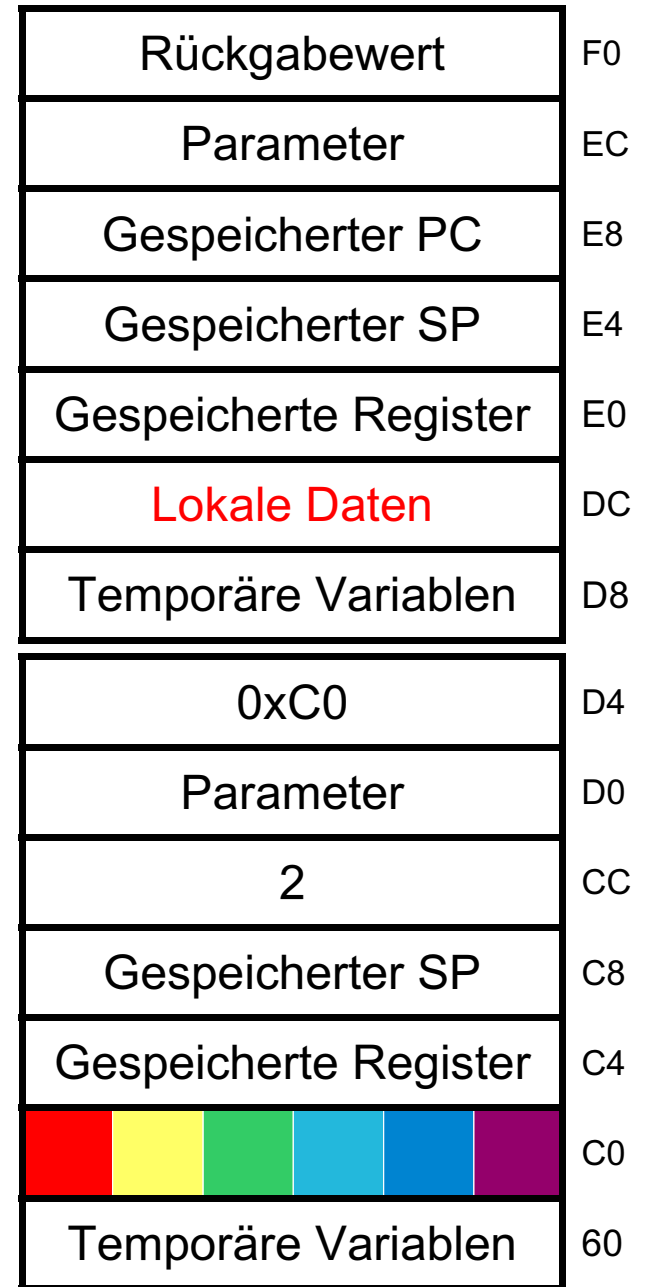 Rückgabewert F0
Parameter EC
Gespeicherter PC E8
Gespeicherter SP E4
Gespeicherte Register E0
Lokale Daten DC
Temporäre Variablen D8
0xC0 D4
Parameter D0
2 CC
Gespeicherter SP C8
Gespeicherte Register C4
C0
Temporäre Variablen 60